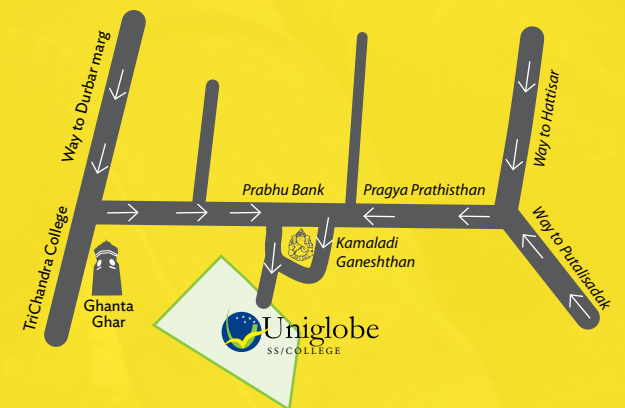 Way to Durbar marg
Way to Hattisar
Prabhu Bank
Pragya Prathisthan
TriChandra College
Way to Putalisadak
Kamaladi
Ganeshthan
Ghanta
Ghar
Uniglobe
SS/COLLEGE